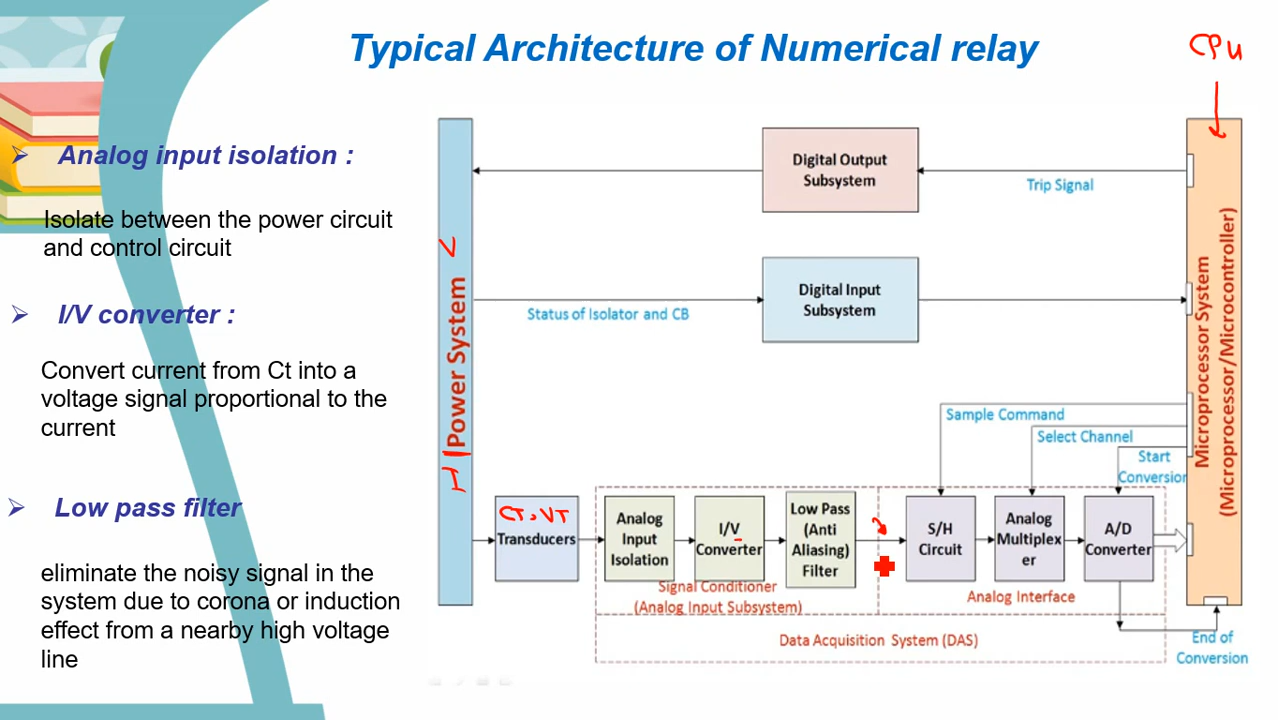 Typical Architecture of Numerical relay
CPU
Analog input isolation :
Isolate between the power circuit
and control circuit
I/V converter :
Convert current from Ct into a
voltage signal proportional to the
current
Low pass filter
eliminate the noisy signal in the
system due to corona or induction
effect from a nearby high voltage
line
Power System
Digital Output
Subsystem
Trip Signal
Status of Isolator and CB
Digital Input
Subsystem
Microprocessor System
(Microprocessor/Microcontroller)
Sample Command
Select Channel
Start
Conversion
CT, VT
Transducers
Analog
Input
Isolation
I/V
Converter
Low Pass
(Anti
Aliasing)
Filter
S/H
Circuit
Analog
Multiplex
er
A/D
Converter
Signal Conditioner
(Analog Input Subsystem)
Analog Interface
Data Acquisition System (DAS)
End of
Conversion